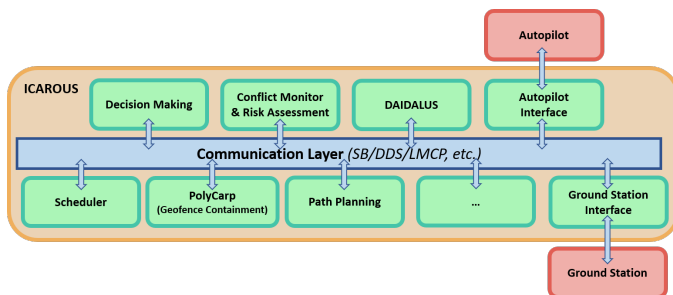 Autopilot
ICAROUS
Decision Making
Conflict Monitor
& Risk Assessment
DAIDALUS
Autopilot
Interface
Communication Layer (SB/DDS/LMCP, etc.)
Scheduler
PolyCarp
(Geofence Containment)
Path Planning
...
Ground Station
Interface
Ground Station